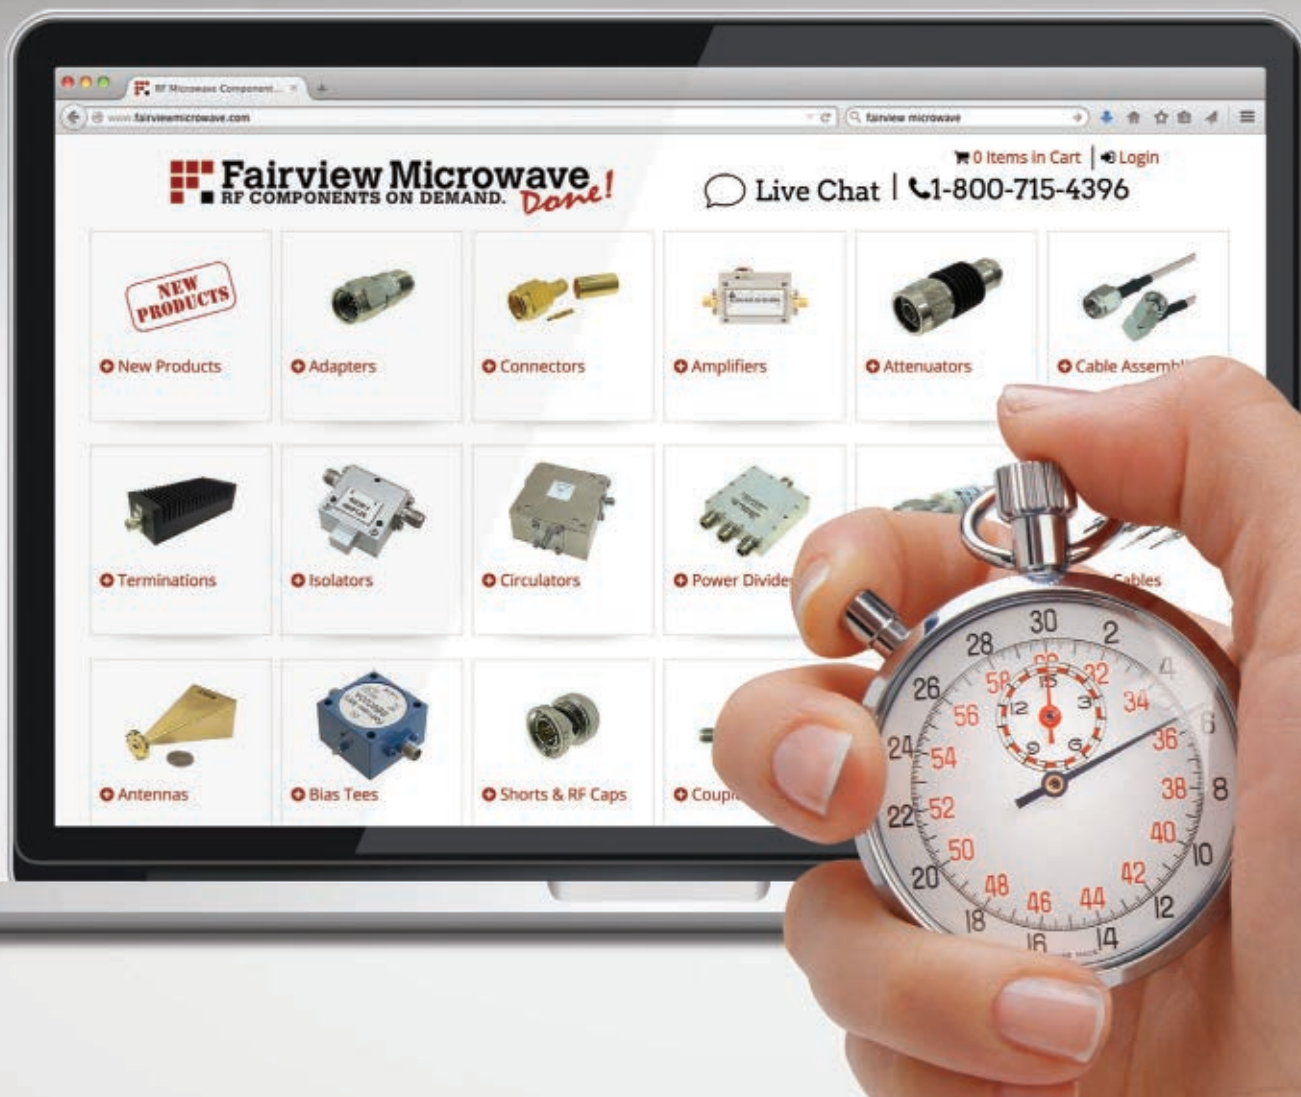 RF Microwave Component...
www.fairviewmicrowave.com
fairview microwave
0 Items in Cart | Login
Fairview Microwave
RF COMPONENTS ON DEMAND. Done!
Live Chat | 1-800-715-4396
NEW
PRODUCTS
New Products
Adapters
Connectors
Amplifiers
Attenuators
Cable Assembli
Terminations
Isolators
Circulators
Power Divide
Cables
Antennas
Bias Tees
Shorts & RF Caps
Coupl
30 2 4 6 8 10 12 14 16 18 20 22 24 26 28
32 34 36 38 40 42 44 46 48 50 52 54 56 58 60
15 3 6 9 12